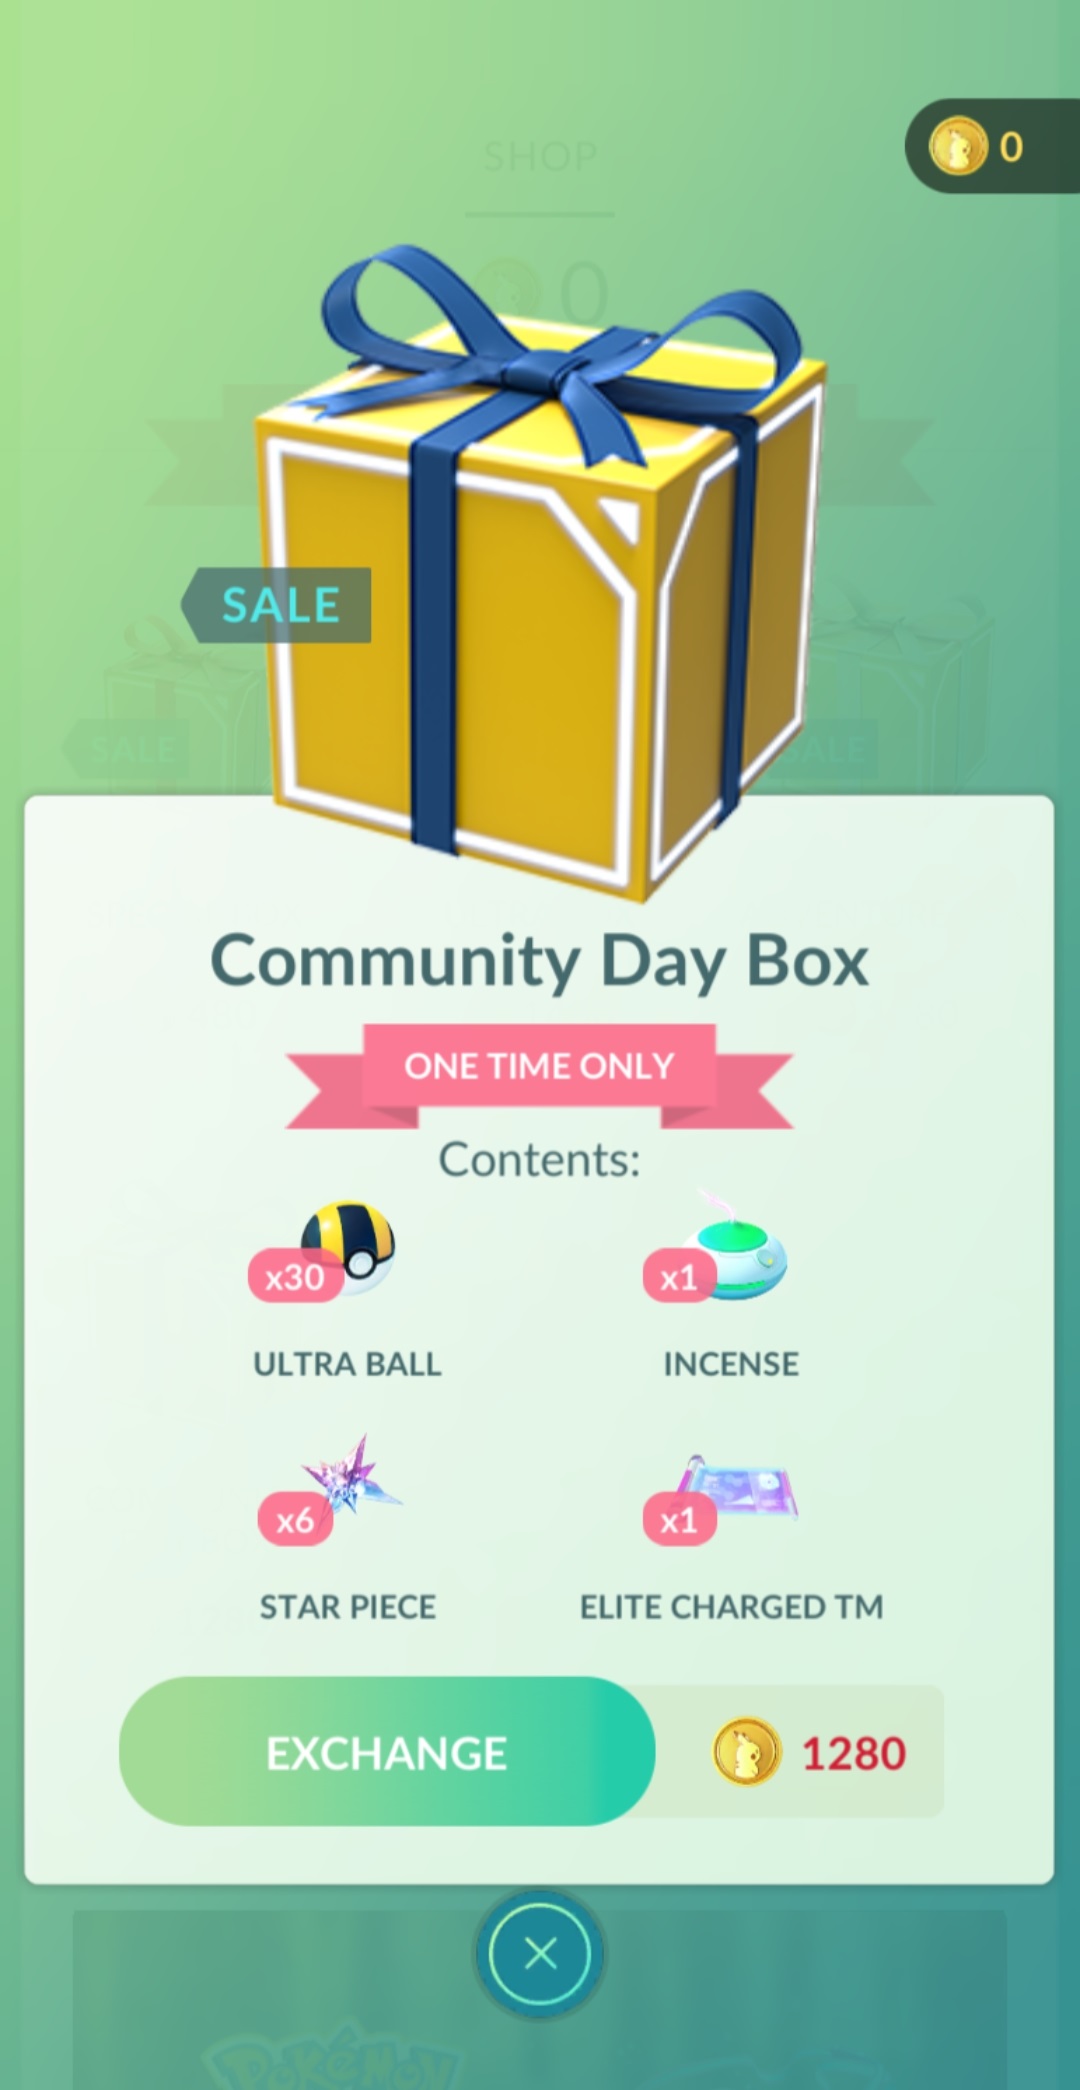 0
SHOP
0
SALE
SALE
SALE
Community Day Box
ONE TIME ONLY
Contents:
x30
x1
ULTRA BALL
INCENSE
x6
x1
STAR PIECE
ELITE CHARGED TM
EXCHANGE
1280
POKéMON